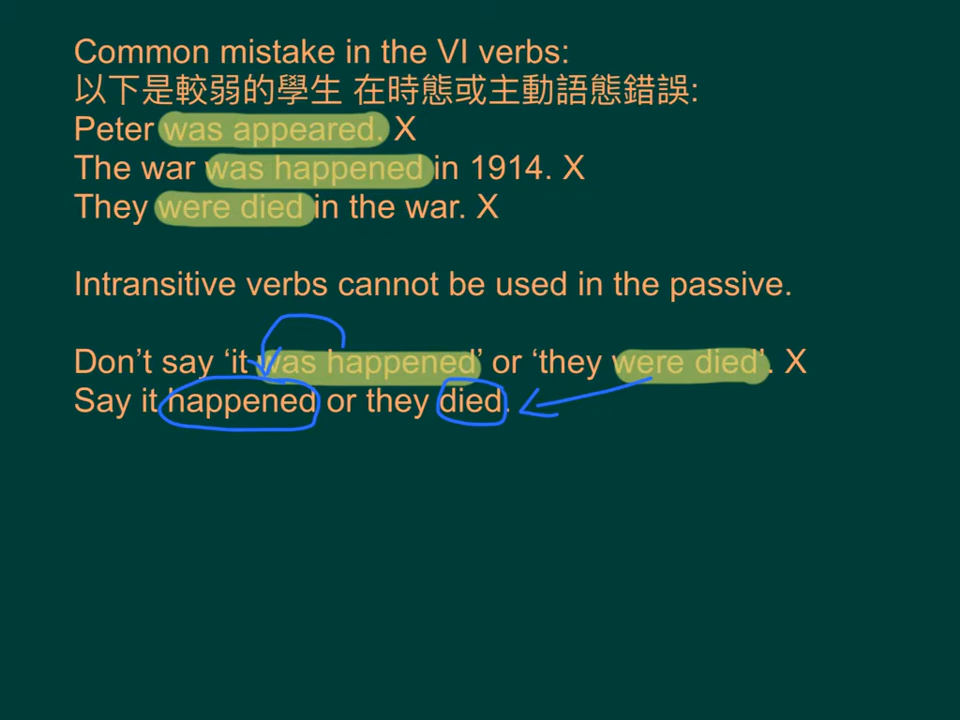 Common mistake in the VI verbs:
以下是較弱的學生 在時態或主動語態錯誤:
Peter was appeared. X
The war was happened in 1914. X
They were died in the war. X
Intransitive verbs cannot be used in the passive.
Don’t say ‘it was happened’ or ‘they were died’. X
Say it happened or they died.